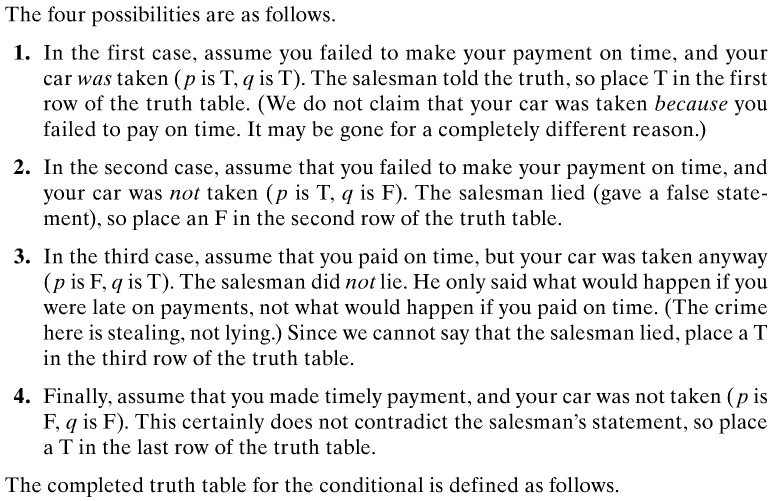 The four possibilities are as follows.
1. In the first case, assume you failed to make your payment on time, and your
car was taken (p is T, q is T). The salesman told the truth, so place T in the first
row of the truth table. (We do not claim that your car was taken because you
failed to pay on time. It may be gone for a completely different reason.)
2. In the second case, assume that you failed to make your payment on time, and
your car was not taken (p is T, q is F). The salesman lied (gave a false state-
ment), so place an F in the second row of the truth table.
3. In the third case, assume that you paid on time, but your car was taken anyway
(p is F, q is T). The salesman did not lie. He only said what would happen if you
were late on payments, not what would happen if you paid on time. (The crime
here is stealing, not lying.) Since we cannot say that the salesman lied, place a T
in the third row of the truth table.
4. Finally, assume that you made timely payment, and your car was not taken (p is
F, q is F). This certainly does not contradict the salesman's statement, so place
a T in the last row of the truth table.
The completed truth table for the conditional is defined as follows.